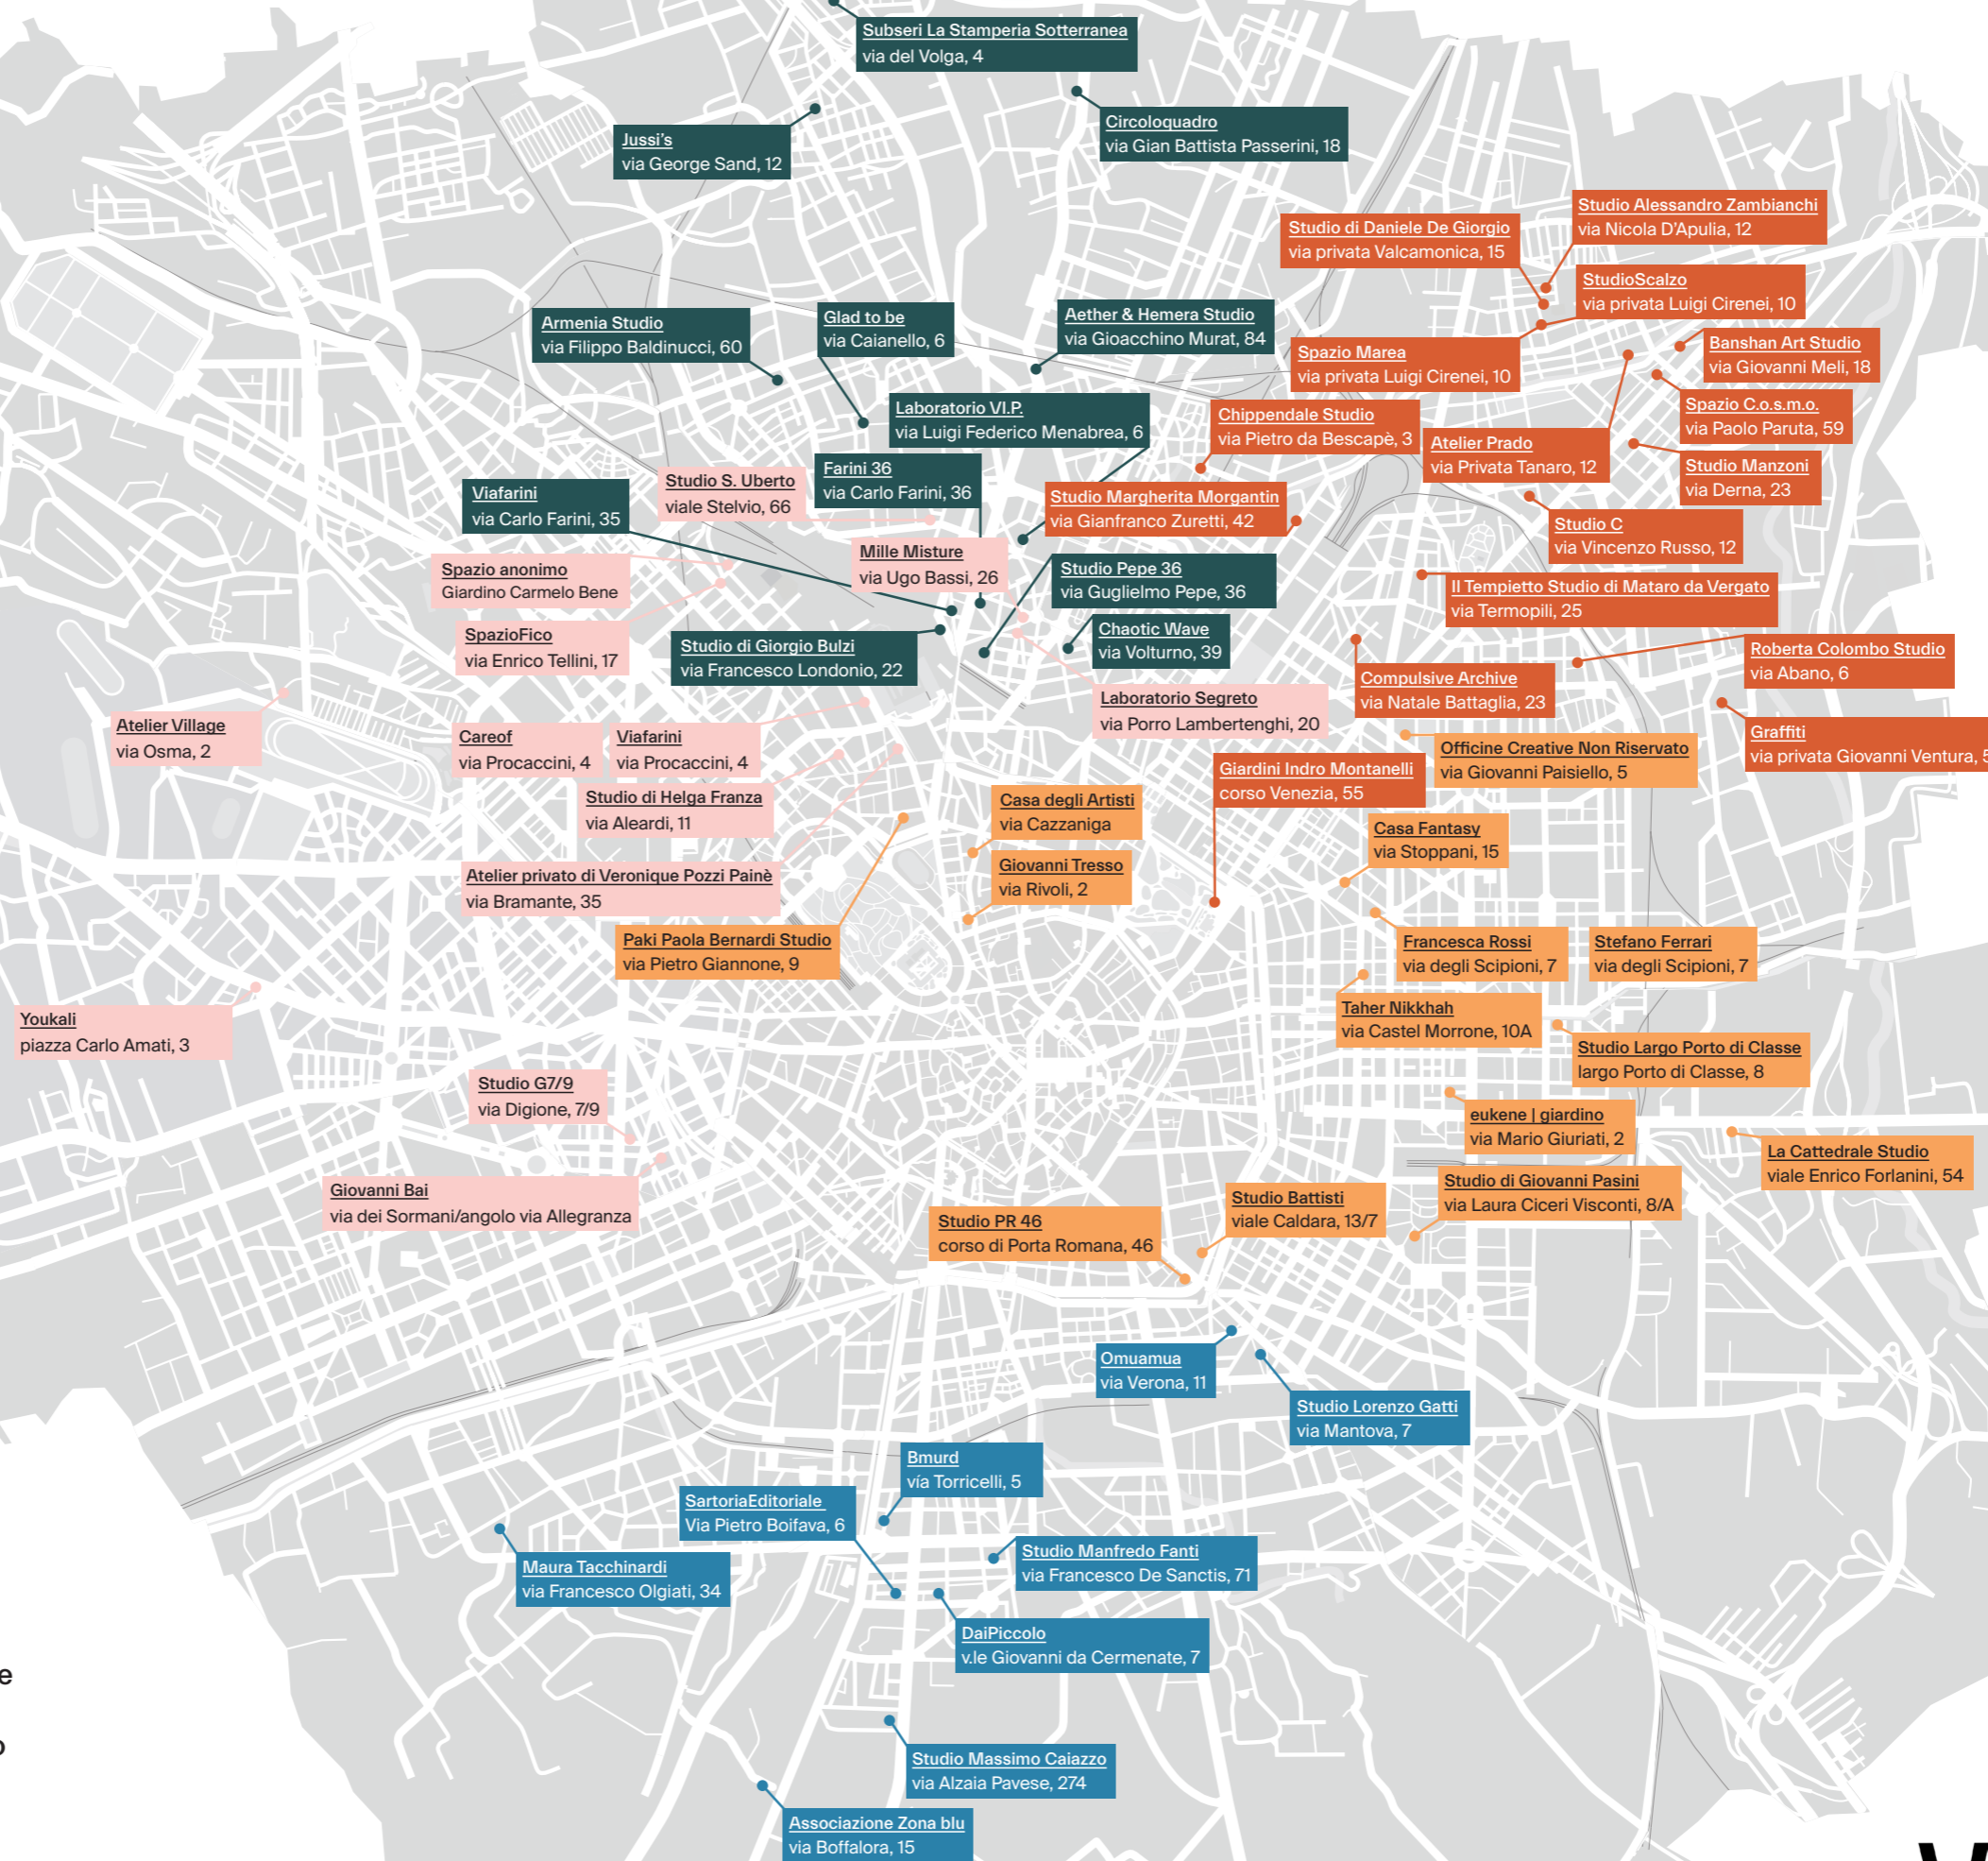 Subseri La Stamperia Sotterranea
via del Volga, 4
Circoloquadro
via Gian Battista Passerini, 18
Jussi's
via George Sand, 12
Studio Alessandro Zambianchi
via Nicola D'Apulia, 12
Studio di Daniele De Giorgio
via privata Valcamonica, 15
StudioScalzo
via privata Luigi Cirenei, 10
Armenia Studio
via Filippo Baldinucci, 60
Glad to be
via Caianello, 6
Aether & Hemera Studio
via Gioacchino Murat, 84
Spazio Marea
via privata Luigi Cirenei, 10
Banshan Art Studio
via Giovanni Meli, 18
Laboratorio VI.P.
via Luigi Federico Menabrea, 6
Chippendale Studio
via Pietro da Bescapè, 3
Spazio C.o.s.m.o.
via Paolo Paruta, 59
Atelier Prado
via Privata Tanaro, 12
Studio Manzoni
via Derna, 23
Viafarini
via Carlo Farini, 35
Studio S. Uberto
viale Stelvio, 66
Farini 36
via Carlo Farini, 36
Studio Margherita Morgantin
via Gianfranco Zuretti, 42
Studio C
via Vincenzo Russo, 12
Spazio anonimo
Giardino Carmelo Bene
Mille Misture
via Ugo Bassi, 26
Studio Pepe 36
via Guglielmo Pepe, 36
Il Tempietto Studio di Mataro da Vergato
via Termopili, 25
SpazioFico
via Enrico Tellini, 17
Studio di Giorgio Bulzi
via Francesco Londonio, 22
Chaotic Wave
via Volturno, 39
Roberta Colombo Studio
via Abano, 6
Compulsive Archive
via Natale Battaglia, 23
Laboratorio Segreto
via Porro Lambertenghi, 20
Atelier Village
via Osma, 2
Careof
via Procaccini, 4
Viafarini
via Procaccini, 4
Graffiti
via privata Giovanni Ventura, 5
Officine Creative Non Riservato
via Giovanni Paisiello, 5
Giardini Indro Montanelli
corso Venezia, 55
Studio di Helga Franza
via Aleardi, 11
Casa degli Artisti
via Cazzaniga
Casa Fantasy
via Stoppani, 15
Atelier privato di Veronique Pozzi Painè
via Bramante, 35
Giovanni Tresso
via Rivoli, 2
Paki Paola Bernardi Studio
via Pietro Giannone, 9
Francesca Rossi
via degli Scipioni, 7
Stefano Ferrari
via degli Scipioni, 7
Youkali
piazza Carlo Amati, 3
Taher Nikkhah
via Castel Morrone, 10A
Studio Largo Porto di Classe
largo Porto di Classe, 8
Studio G7/9
via Digione, 7/9
eukene | giardino
via Mario Giuriati, 2
La Cattedrale Studio
viale Enrico Forlanini, 54
Giovanni Bai
via dei Sormani/angolo via Allegranza
Studio di Giovanni Pasini
via Laura Ciceri Visconti, 8/A
Studio Battisti
viale Caldara, 13/7
Studio PR 46
corso di Porta Romana, 46
Omuamua
via Verona, 11
Studio Lorenzo Gatti
via Mantova, 7
Bmurd
vía Torricelli, 5
SartoriaEditoriale
Via Pietro Boifava, 6
Studio Manfredo Fanti
via Francesco De Sanctis, 71
Maura Tacchinardi
via Francesco Olgiati, 34
DaiPiccolo
v.le Giovanni da Cermenate, 7
e
o
Studio Massimo Caiazzo
via Alzaia Pavese, 274
Associazione Zona blu
via Boffalora, 15